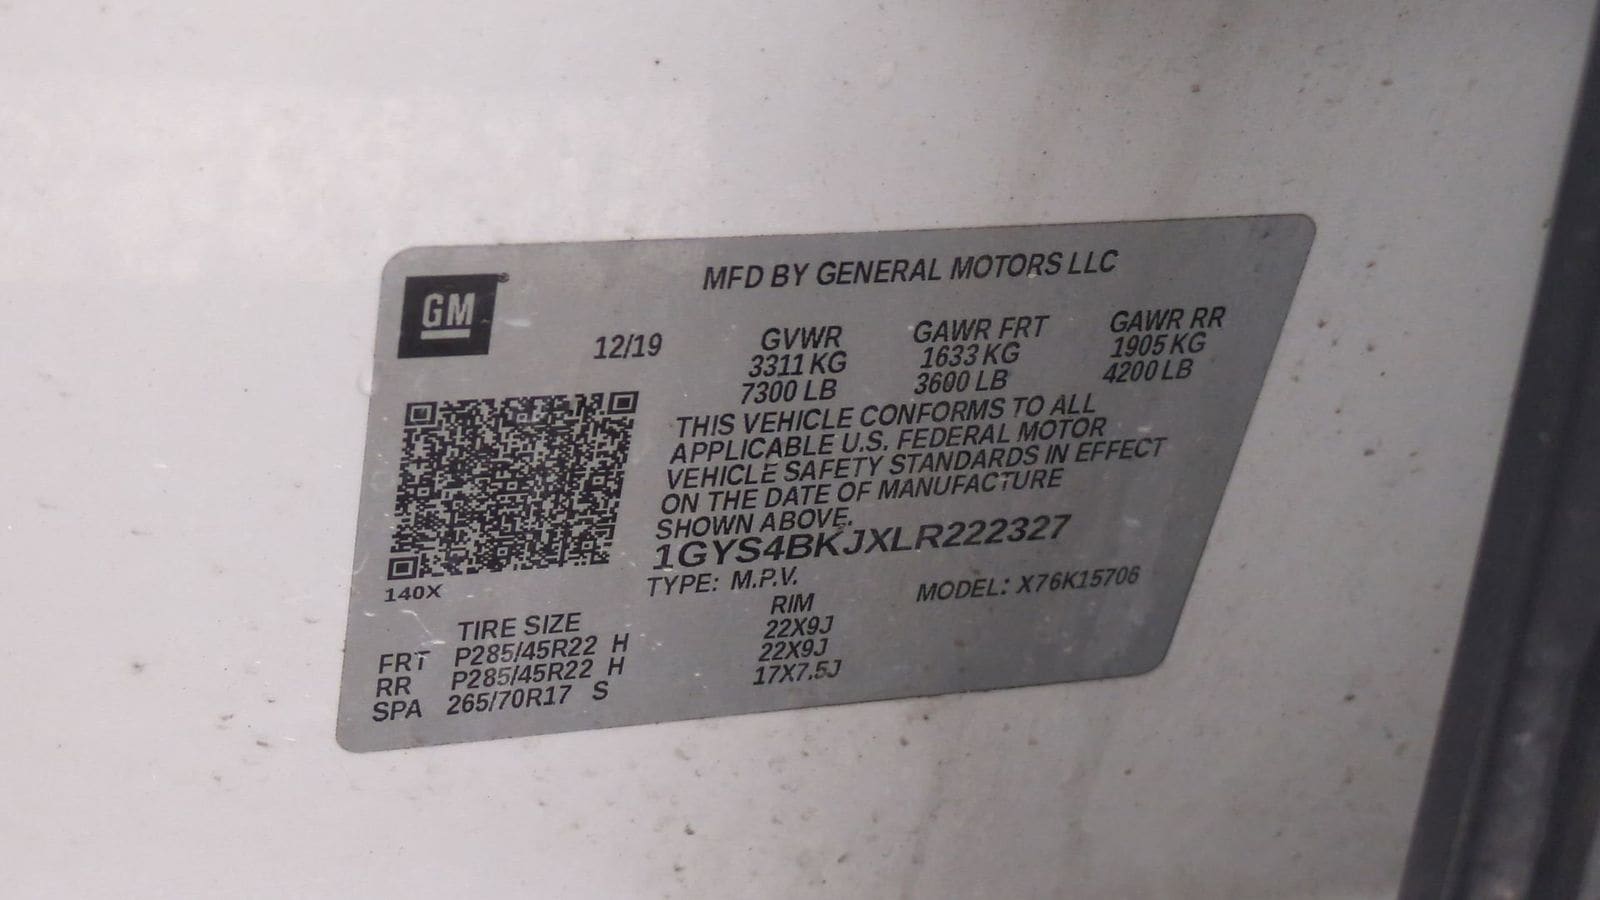 MFD BY GENERAL MOTORS LLC
GM
12/19 GVWR GAWR FRT GAWR RR
3311 KG 1633 KG 1905 KG
7300 LB 3600 LB 4200 LB
THIS VEHICLE CONFORMS TO ALL
APPLICABLE U.S. FEDERAL MOTOR
VEHICLE SAFETY STANDARDS IN EFFECT
ON THE DATE OF MANUFACTURE
SHOWN ABOVE.
1GYS4BKJXLR222327
140X
TYPE: M.P.V. MODEL: X76K15706
TIRE SIZE RIM
FRT P285/45R22 H 22X9J
RR P285/45R22 H 22X9J
SPA 265/70R17 S 17X7.5J